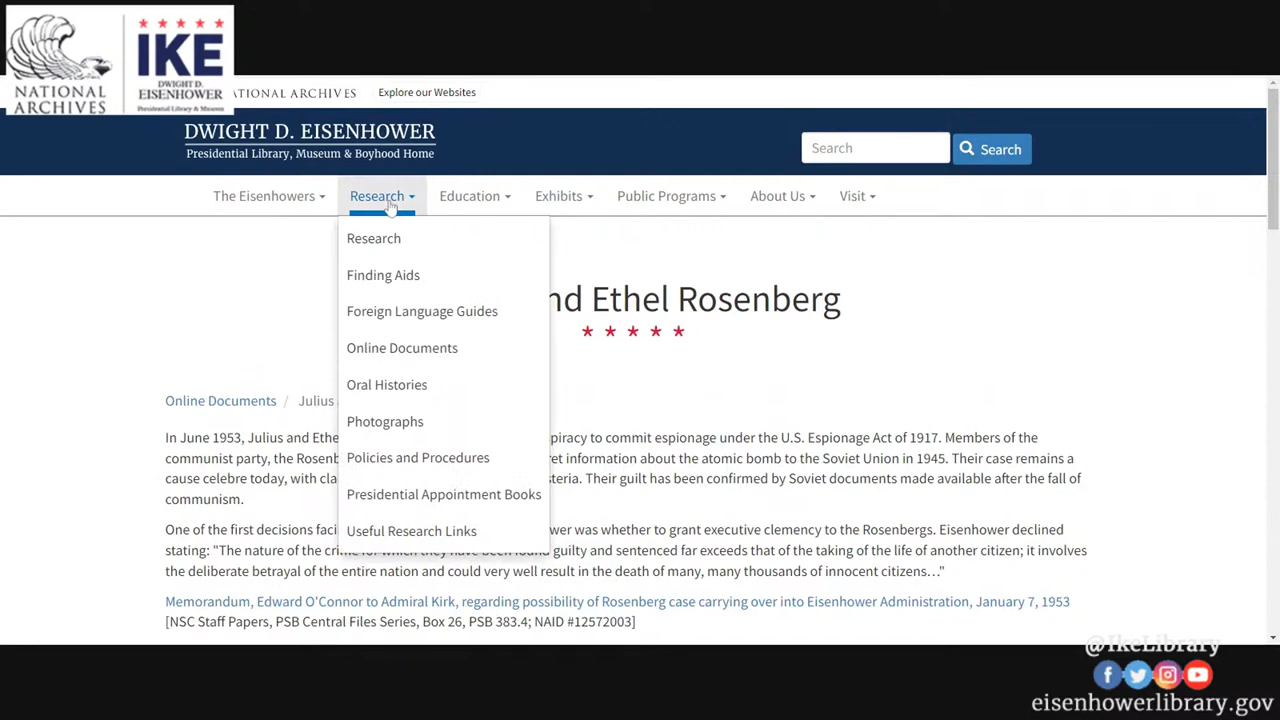 NATIONAL
ARCHIVES
IKE
DWIGHT D.
EISENHOWER
Presidential Library & Museum
ATIONAL ARCHIVES
Explore our Websites
DWIGHT D. EISENHOWER
Presidential Library, Museum & Boyhood Home
Search
Search
The Eisenhowers
Research
Education
Exhibits
Public Programs
About Us
Visit
Research
Finding Aids
Foreign Language Guides
Online Documents
Oral Histories
Photographs
Policies and Procedures
Presidential Appointment Books
Useful Research Links
nd Ethel Rosenberg
Online Documents / Julius
In June 1953, Julius and Ethe piracy to commit espionage under the U.S. Espionage Act of 1917. Members of the
communist party, the Rosenb et information about the atomic bomb to the Soviet Union in 1945. Their case remains a
cause celebre today, with cla steria. Their guilt has been confirmed by Soviet documents made available after the fall of
communism.
One of the first decisions faci wer was whether to grant executive clemency to the Rosenbergs. Eisenhower declined
stating: "The nature of the crime for which they have been found guilty and sentenced far exceeds that of the taking of the life of another citizen; it involves
the deliberate betrayal of the entire nation and could very well result in the death of many, many thousands of innocent citizens…"
Memorandum, Edward O'Connor to Admiral Kirk, regarding possibility of Rosenberg case carrying over into Eisenhower Administration, January 7, 1953
[NSC Staff Papers, PSB Central Files Series, Box 26, PSB 383.4; NAID #12572003]
@IkeLibrary
eisenhowerlibrary.gov